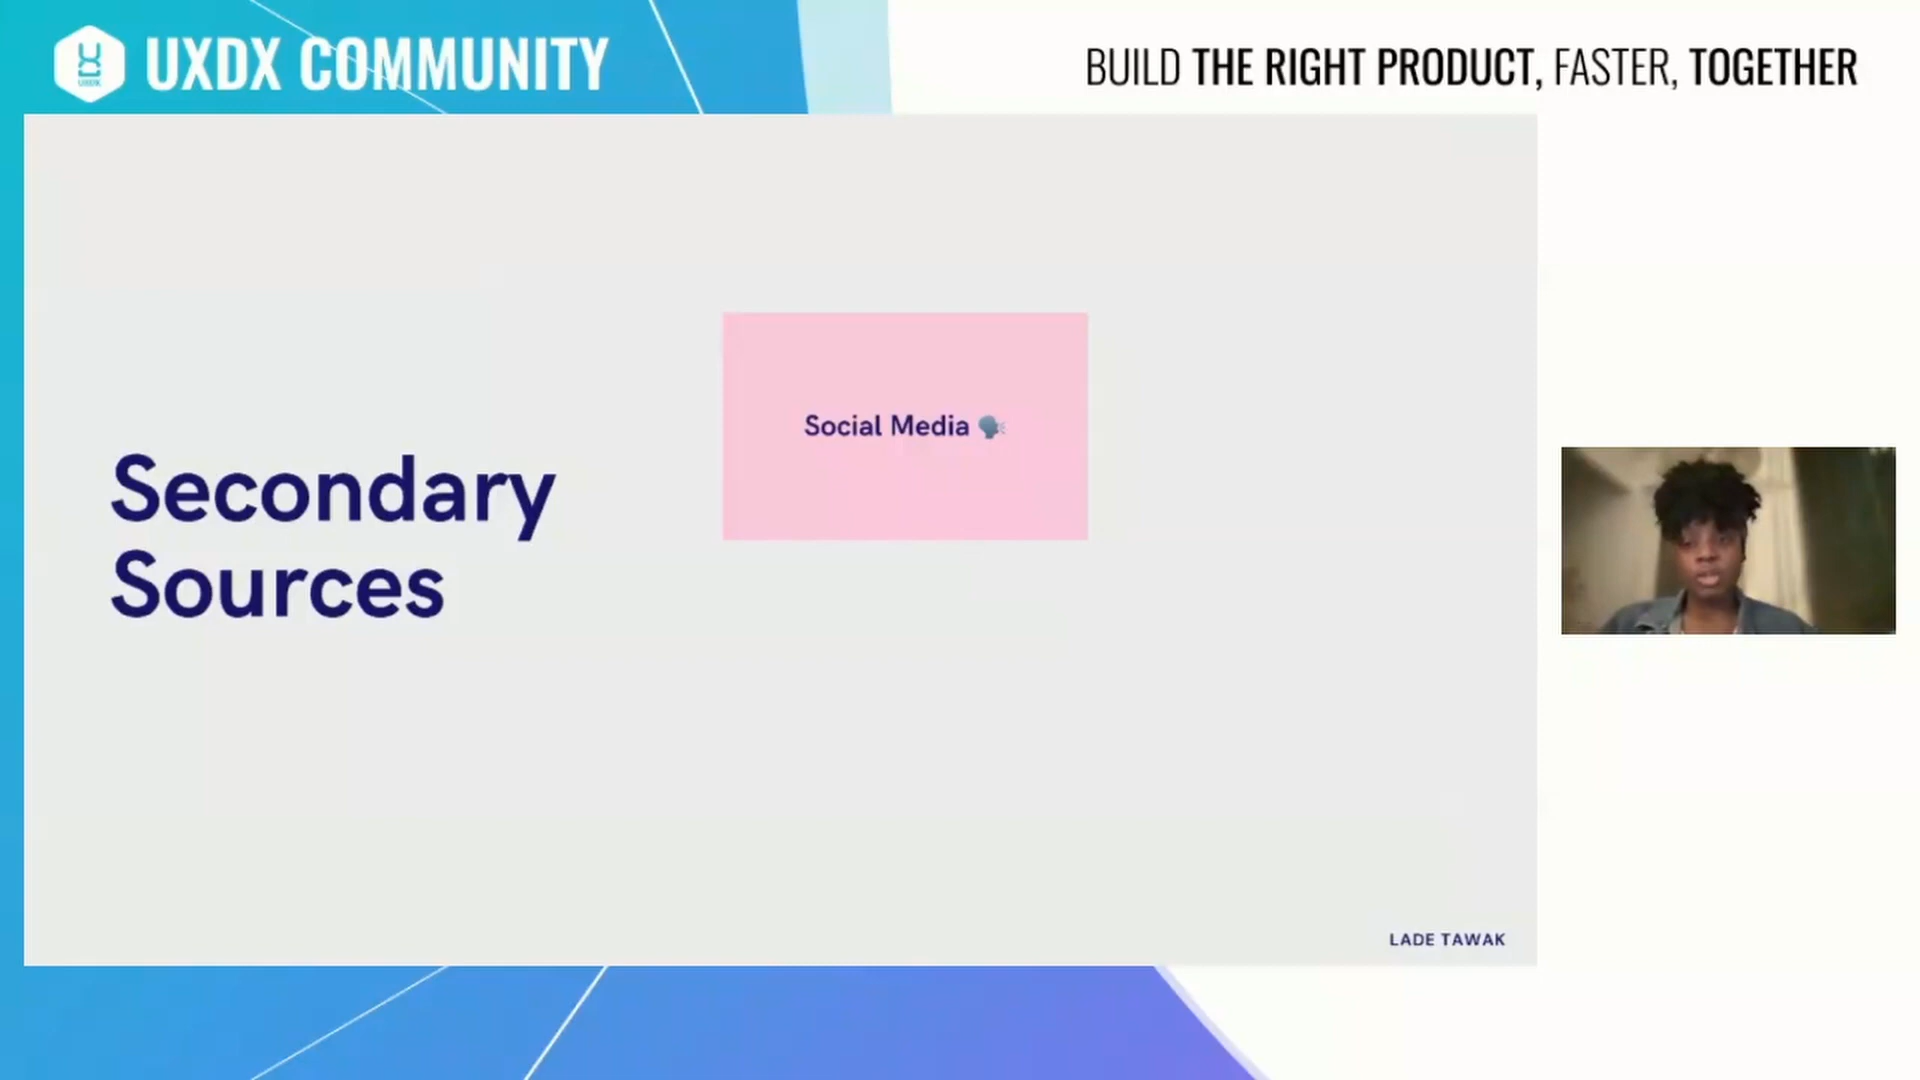 UXDX COMMUNITY
BUILD THE RIGHT PRODUCT, FASTER, TOGETHER
Social Media
Secondary
Sources
LADE TAWAK